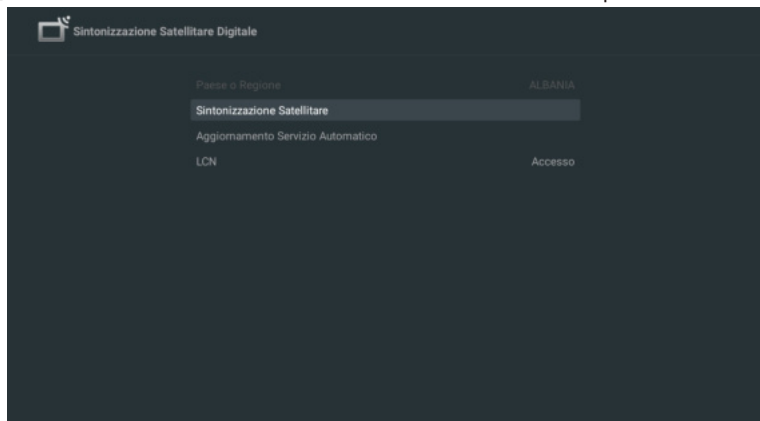 Sintonizzazione Satellitare Digitale
Paese o Regione ALBANIA
Sintonizzazione Satellitare
Aggiornamento Servizio Automatico
LCN Accesso